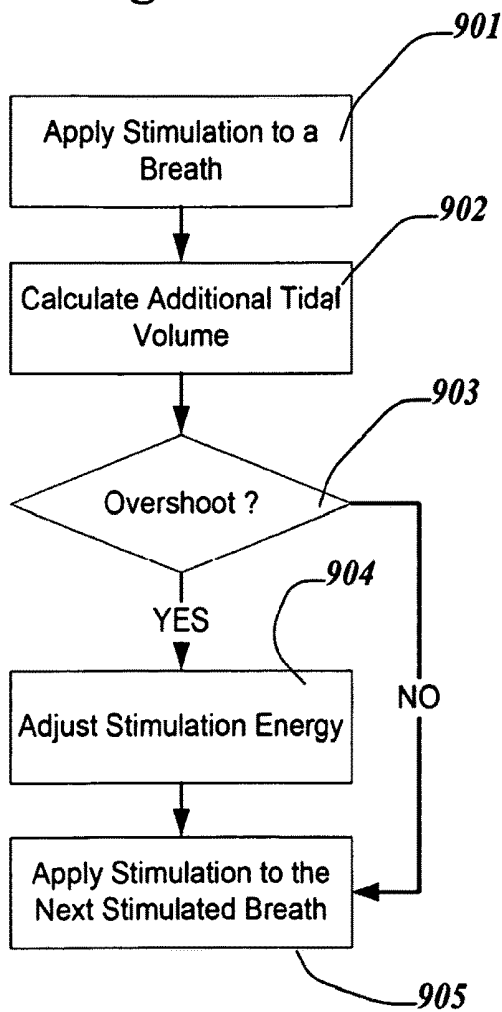 901
Apply Stimulation to a
Breath
902
Calculate Additional Tidal
Volume
903
Overshoot ?
904
YES
NO
Adjust Stimulation Energy
Apply Stimulation to the
Next Stimulated Breath
905